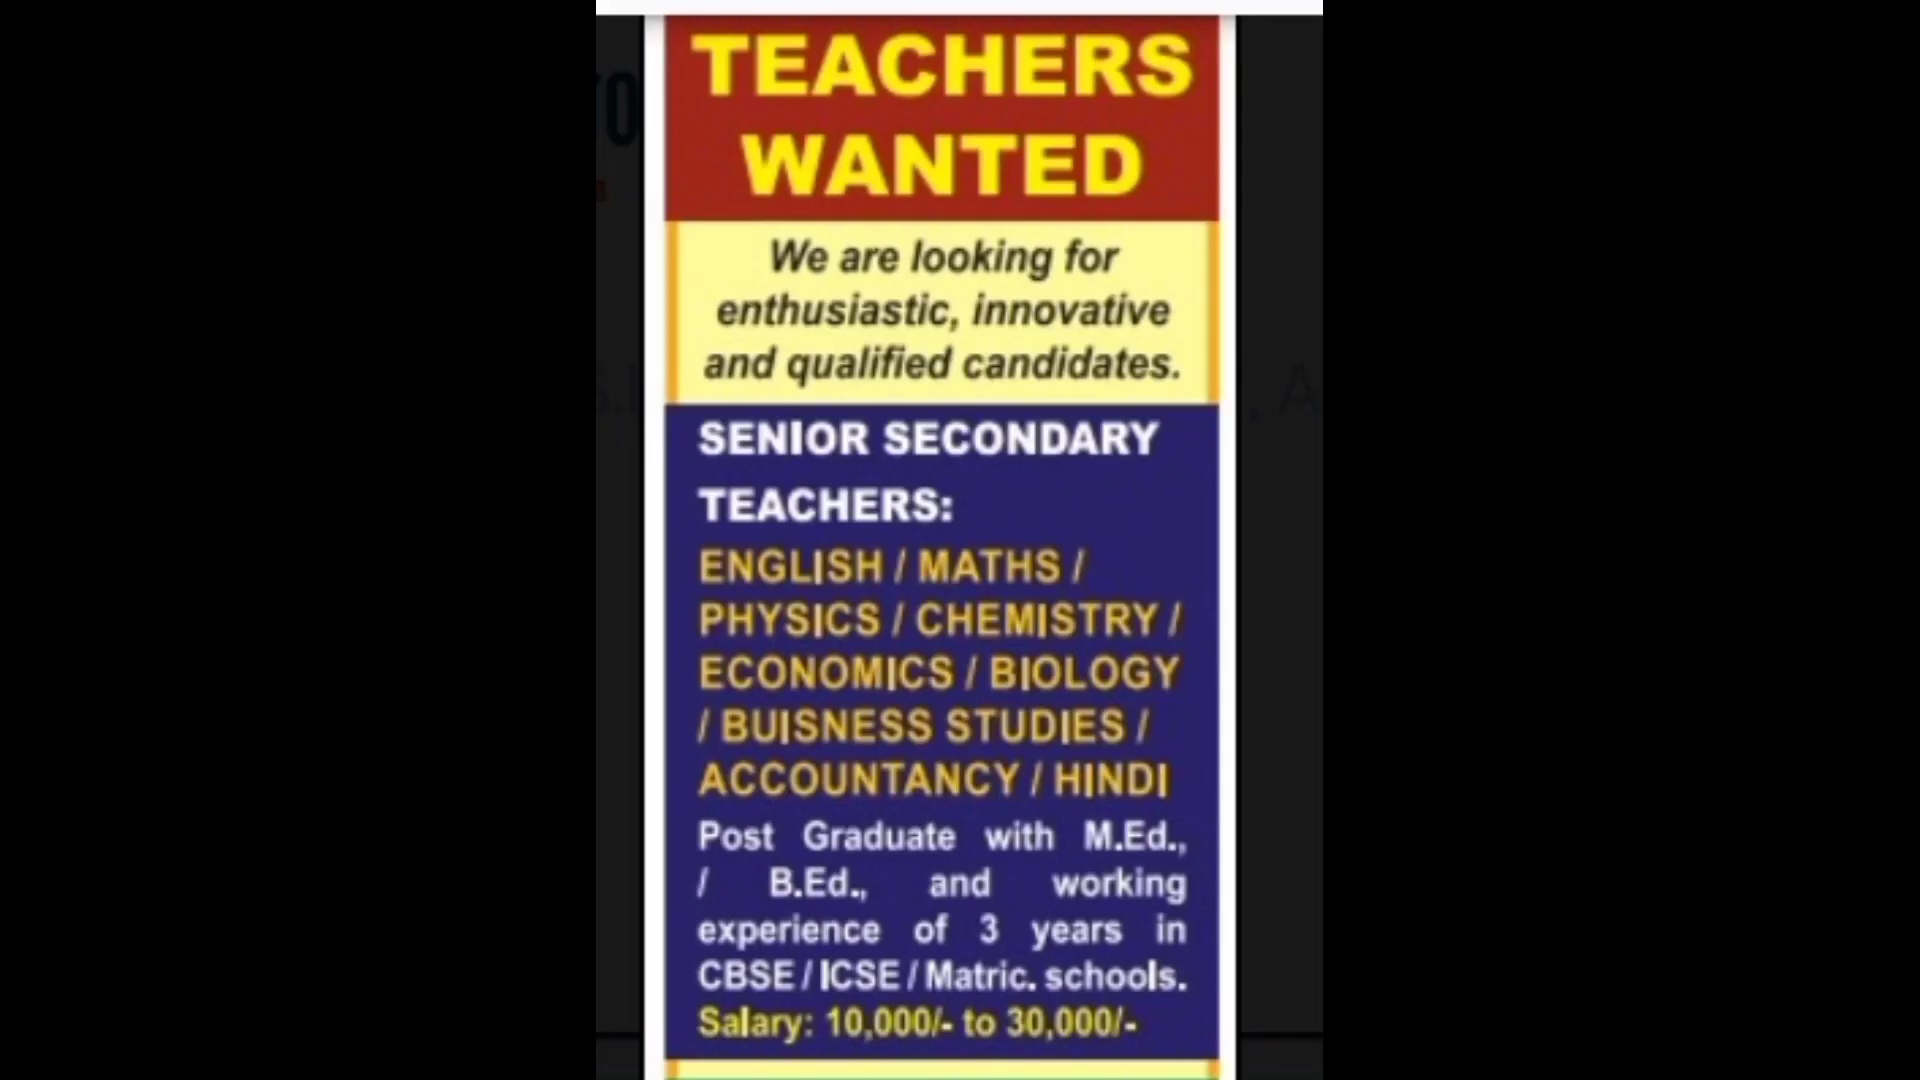 TEACHERS
WANTED
We are looking for
enthusiastic, innovative
and qualified candidates.
SENIOR SECONDARY
TEACHERS:
ENGLISH / MATHS /
PHYSICS / CHEMISTRY /
ECONOMICS / BIOLOGY
/ BUISNESS STUDIES /
ACCOUNTANCY / HINDI
Post Graduate with M.Ed.,
/ B.Ed., and working
experience of 3 years in
CBSE / ICSE / Matric. schools.
Salary: 10,000/- to 30,000/-